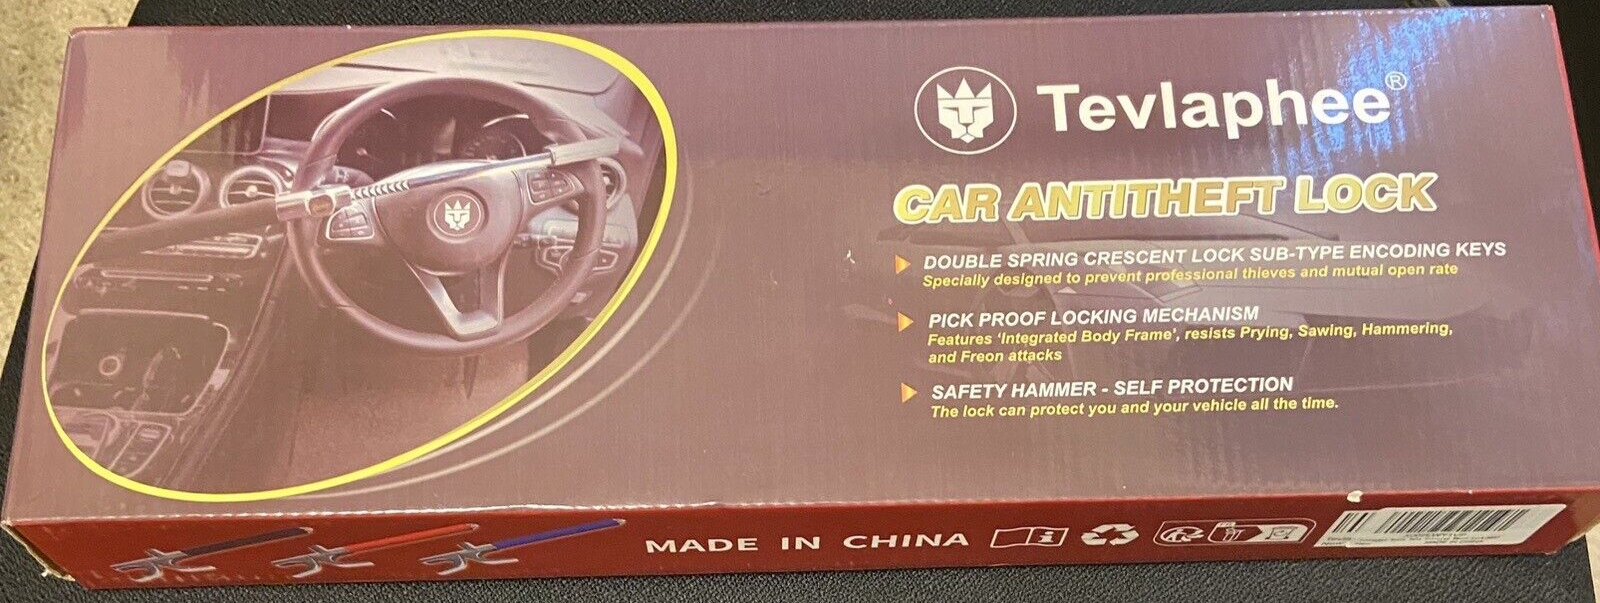 Tevlaphee®
CAR ANTITHEFT LOCK
DOUBLE SPRING CRESCENT LOCK SUB-TYPE ENCODING KEYS
Specially designed to prevent professional thieves and mutual open rate
PICK PROOF LOCKING MECHANISM
Features ‘Integrated Body Frame’, resists Prying, Sawing, Hammering,
and Freon attacks
SAFETY HAMMER - SELF PROTECTION
The lock can protect you and your vehicle all the time.
MADE IN CHINA